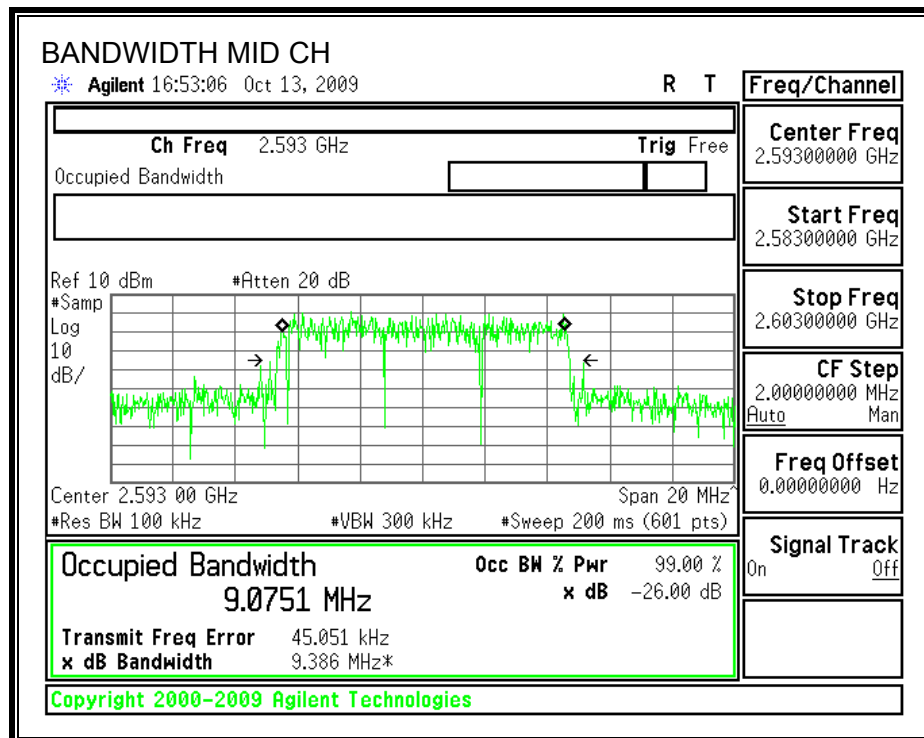 BANDWIDTH MID CH
Agilent 16:53:06 Oct 13, 2009 R T
Freq/Channel
Ch Freq 2.593 GHz Trig Free
Occupied Bandwidth
Center Freq
2.59300000 GHz
Start Freq
2.58300000 GHz
Stop Freq
2.60300000 GHz
CF Step
2.00000000 MHz
Auto Man
Freq Offset
0.00000000 Hz
Signal Track
On Off
Ref 10 dBm #Atten 20 dB
#Samp
Log
10
dB/
Center 2.593 00 GHz Span 20 MHz^
#Res BW 100 kHz #VBW 300 kHz #Sweep 200 ms (601 pts)
Occupied Bandwidth Occ BW % Pwr 99.00 %
9.0751 MHz x dB -26.00 dB
Transmit Freq Error 45.051 kHz
x dB Bandwidth 9.386 MHz*
Copyright 2000-2009 Agilent Technologies